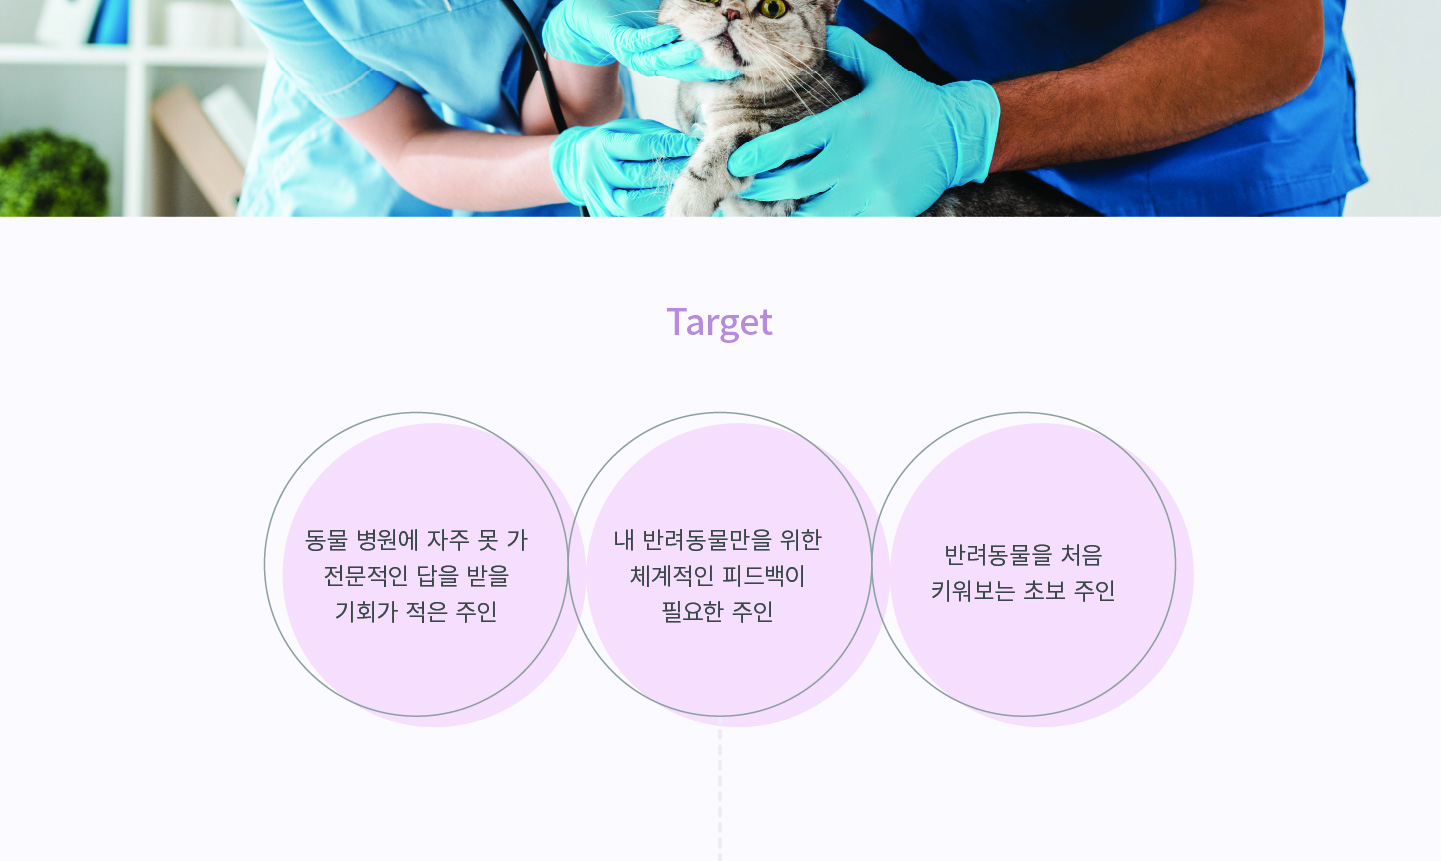 Target
동물 병원에 자주 못 가
전문적인 답을 받을
기회가 적은 주인
내 반려동물만을 위한
체계적인 피드백이
필요한 주인
반려동물을 처음
키워보는 초보 주인